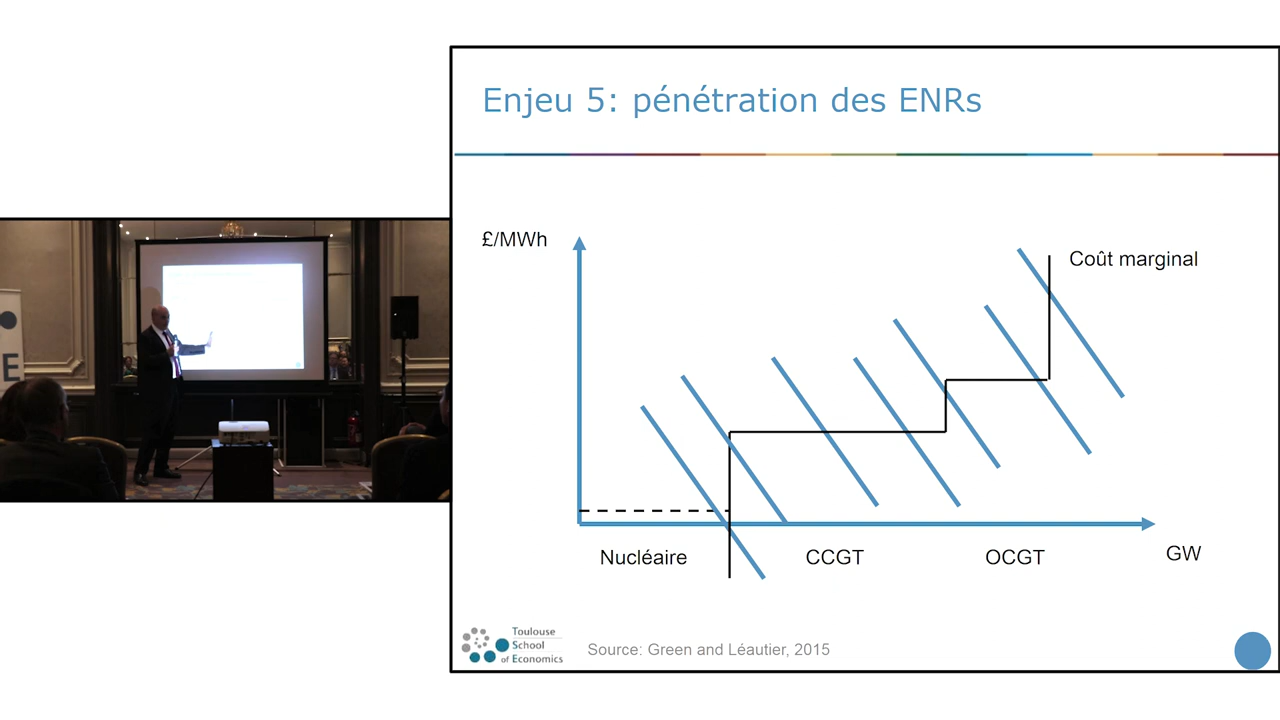 Enjeu 5: pénétration des ENRs
£/MWh
Coût marginal
Nucléaire
CCGT
OCGT
GW
Toulouse
School
of Economics
Source: Green and Léautier, 2015
E